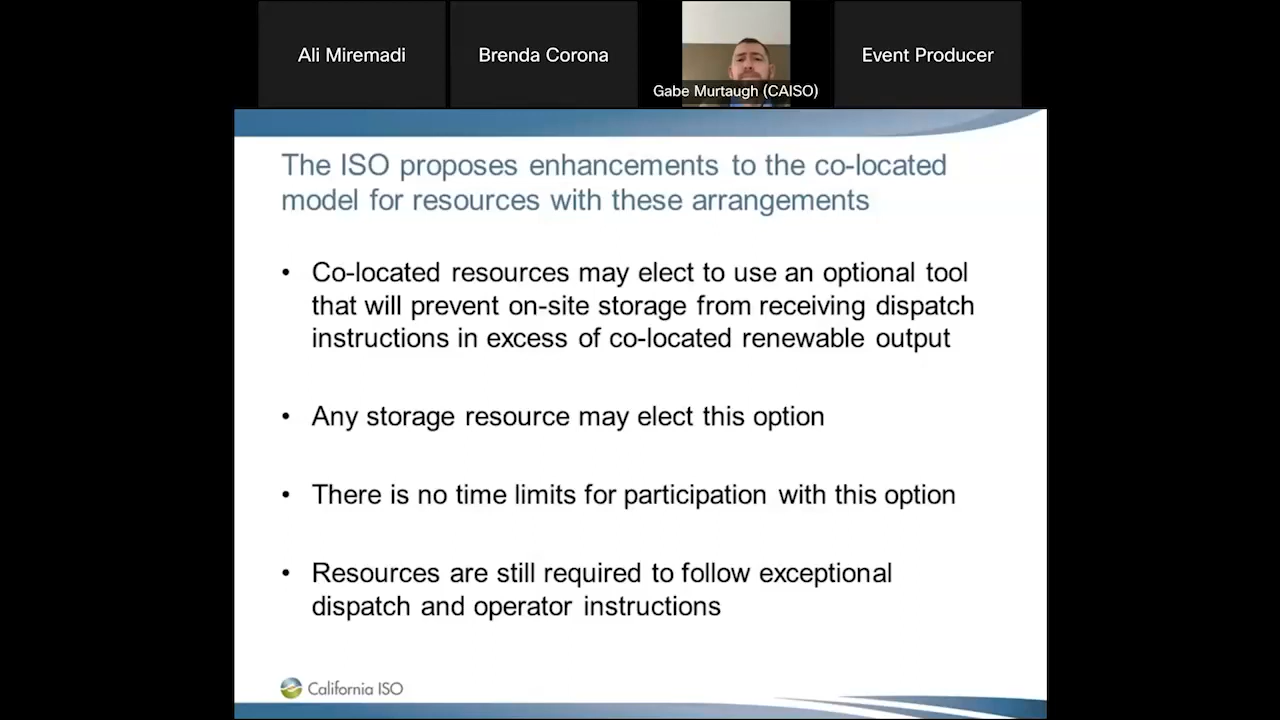 Ali Miremadi
Brenda Corona
Gabe Murtaugh (CAISO)
Event Producer
The ISO proposes enhancements to the co-located
model for resources with these arrangements
• Co-located resources may elect to use an optional tool
that will prevent on-site storage from receiving dispatch
instructions in excess of co-located renewable output
• Any storage resource may elect this option
• There is no time limits for participation with this option
• Resources are still required to follow exceptional
dispatch and operator instructions
California ISO